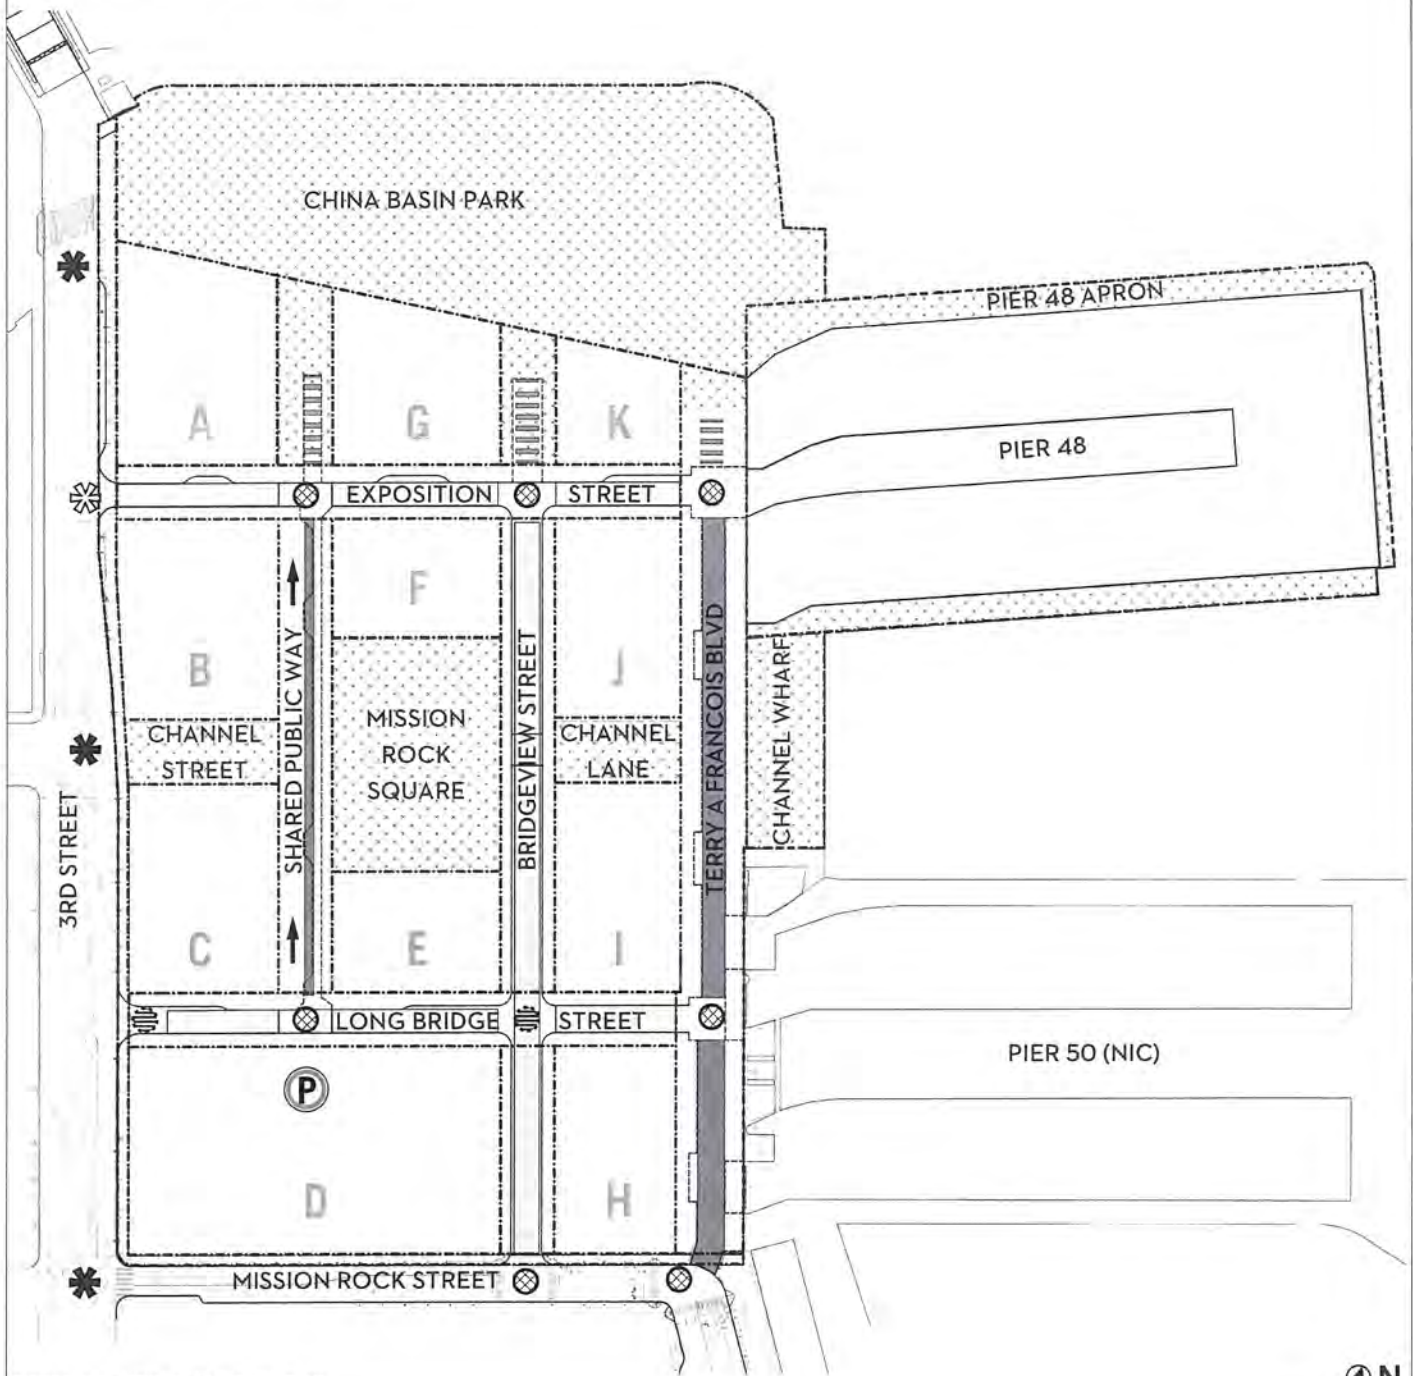 CHINA BASIN PARK
PIER 48 APRON
A
G
K
PIER 48
EXPOSITION STREET
F
B
J
SHARED PUBLIC WAY
BRIDGEVIEW STREET
TERRY A FRANCOIS BLVD
CHANNEL WHARF
MISSION
ROCK
SQUARE
CHANNEL
STREET
CHANNEL
LANE
3RD STREET
C
E
I
LONG BRIDGE STREET
PIER 50 (NIC)
P
D
H
MISSION ROCK STREET
N